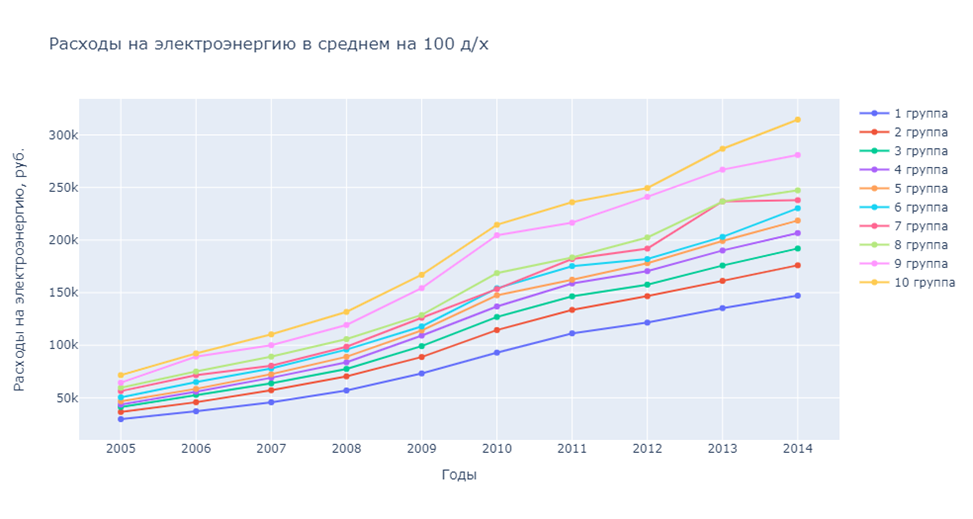 Расходы на электроэнергию в среднем на 100 д/х
Расходы на электроэнергию, руб.
300k
250k
200k
150k
100k
50k
2005 2006 2007 2008 2009 2010 2011 2012 2013 2014
Годы
1 группа
2 группа
3 группа
4 группа
5 группа
6 группа
7 группа
8 группа
9 группа
10 группа